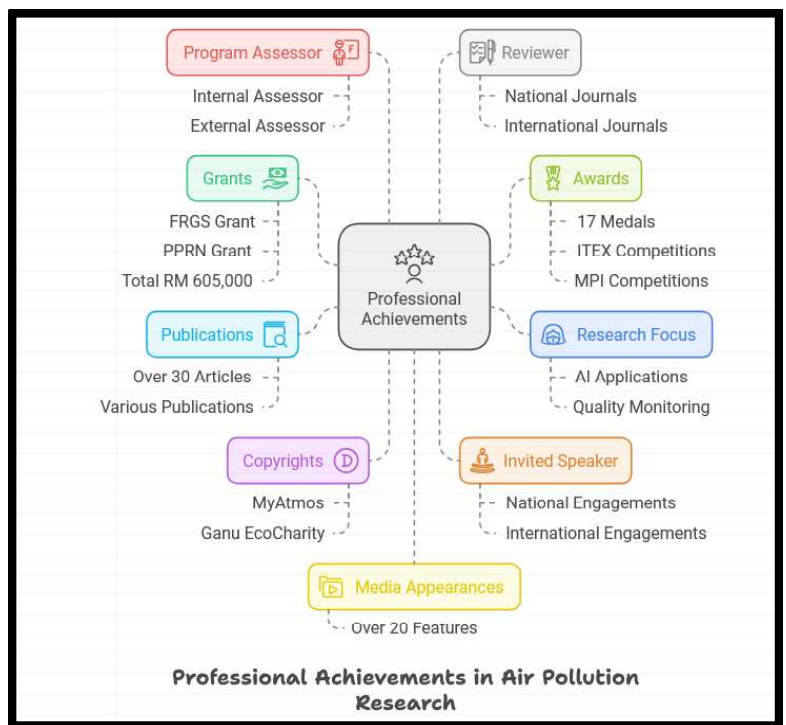 Program Assessor
Internal Assessor
External Assessor
Reviewer
National Journals
International Journals
Grants
FRGS Grant
PPRN Grant
Total RM 605,000
Awards
17 Medals
ITEX Competitions
MPI Competitions
Professional
Achievements
Publications
Over 30 Articles
Various Publications
Research Focus
AI Applications
Quality Monitoring
Copyrights
MyAtmos
Ganu EcoCharity
Invited Speaker
National Engagements
International Engagements
Media Appearances
Over 20 Features
Professional Achievements in Air Pollution
Research